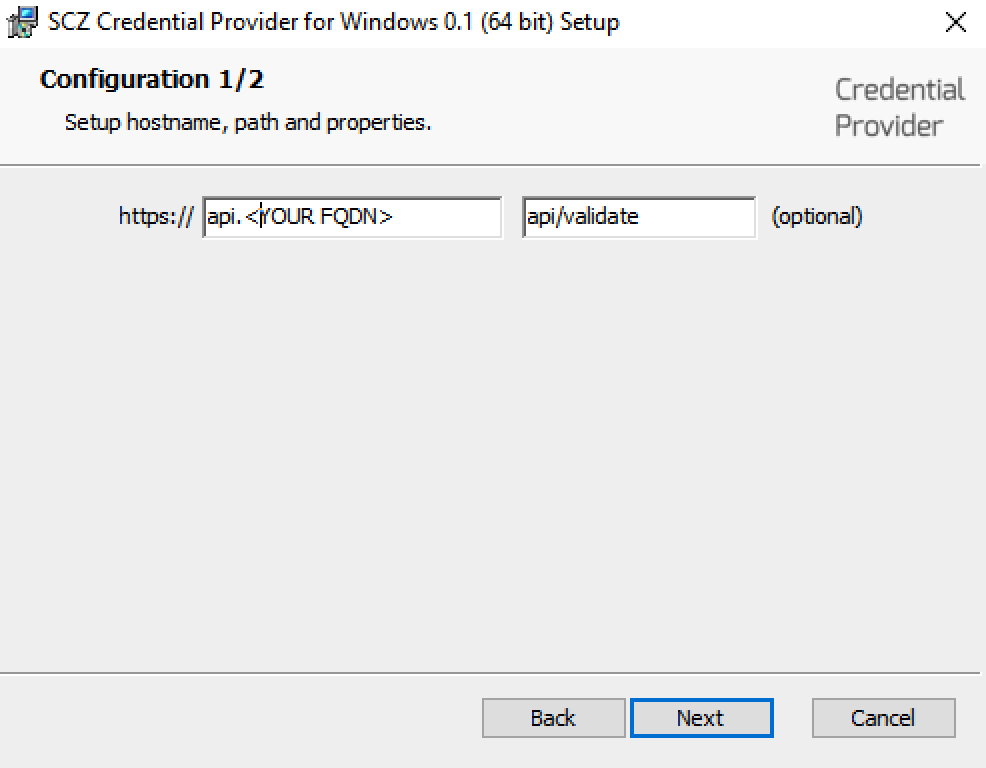 SCZ Credential Provider for Windows 0.1 (64 bit) Setup
Configuration 1/2
Setup hostname, path and properties.
Credential
Provider
https:// api.<YOUR FQDN> api/validate (optional)
Back Next Cancel